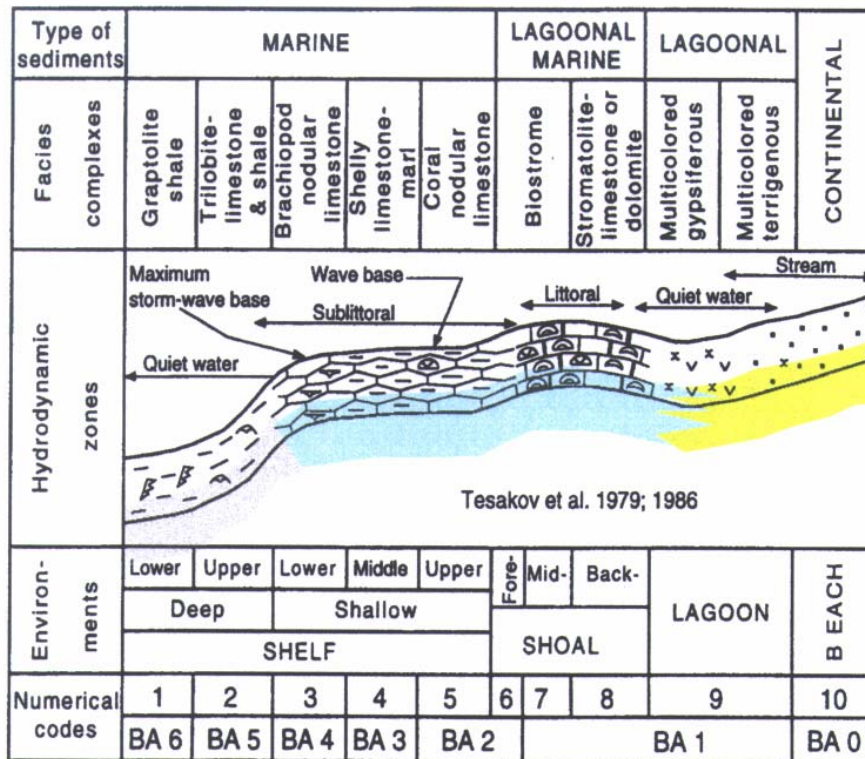 Type of
sediments
MARINE
LAGOONAL
MARINE
LAGOONAL
CONTINENTAL
Facies
complexes
Graptolite
shale
Trilobite-
limestone
& shale
Brachiopod
nodular
limestone
Shelly
limestone-
marl
Coral
nodular
limestone
Biostrome
Stromatolite-
limestone or
dolomite
Multicolored
gypsiferous
Multicolored
terrigenous
Hydrodynamic
zones
Maximum
storm-wave base
Wave base
Stream
Sublittoral
Littoral
Quiet water
Quiet water
Tesakov et al. 1979; 1986
Environ-
ments
Lower
Upper
Lower
Middle
Upper
Fore-
Mid-
Back-
Deep
Shallow
SHELF
SHOAL
LAGOON
B EACH
Numerical
codes
1 2 3 4 5 6 7 8 9 10
BA 6 BA 5 BA 4 BA 3 BA 2 BA 1 BA 0